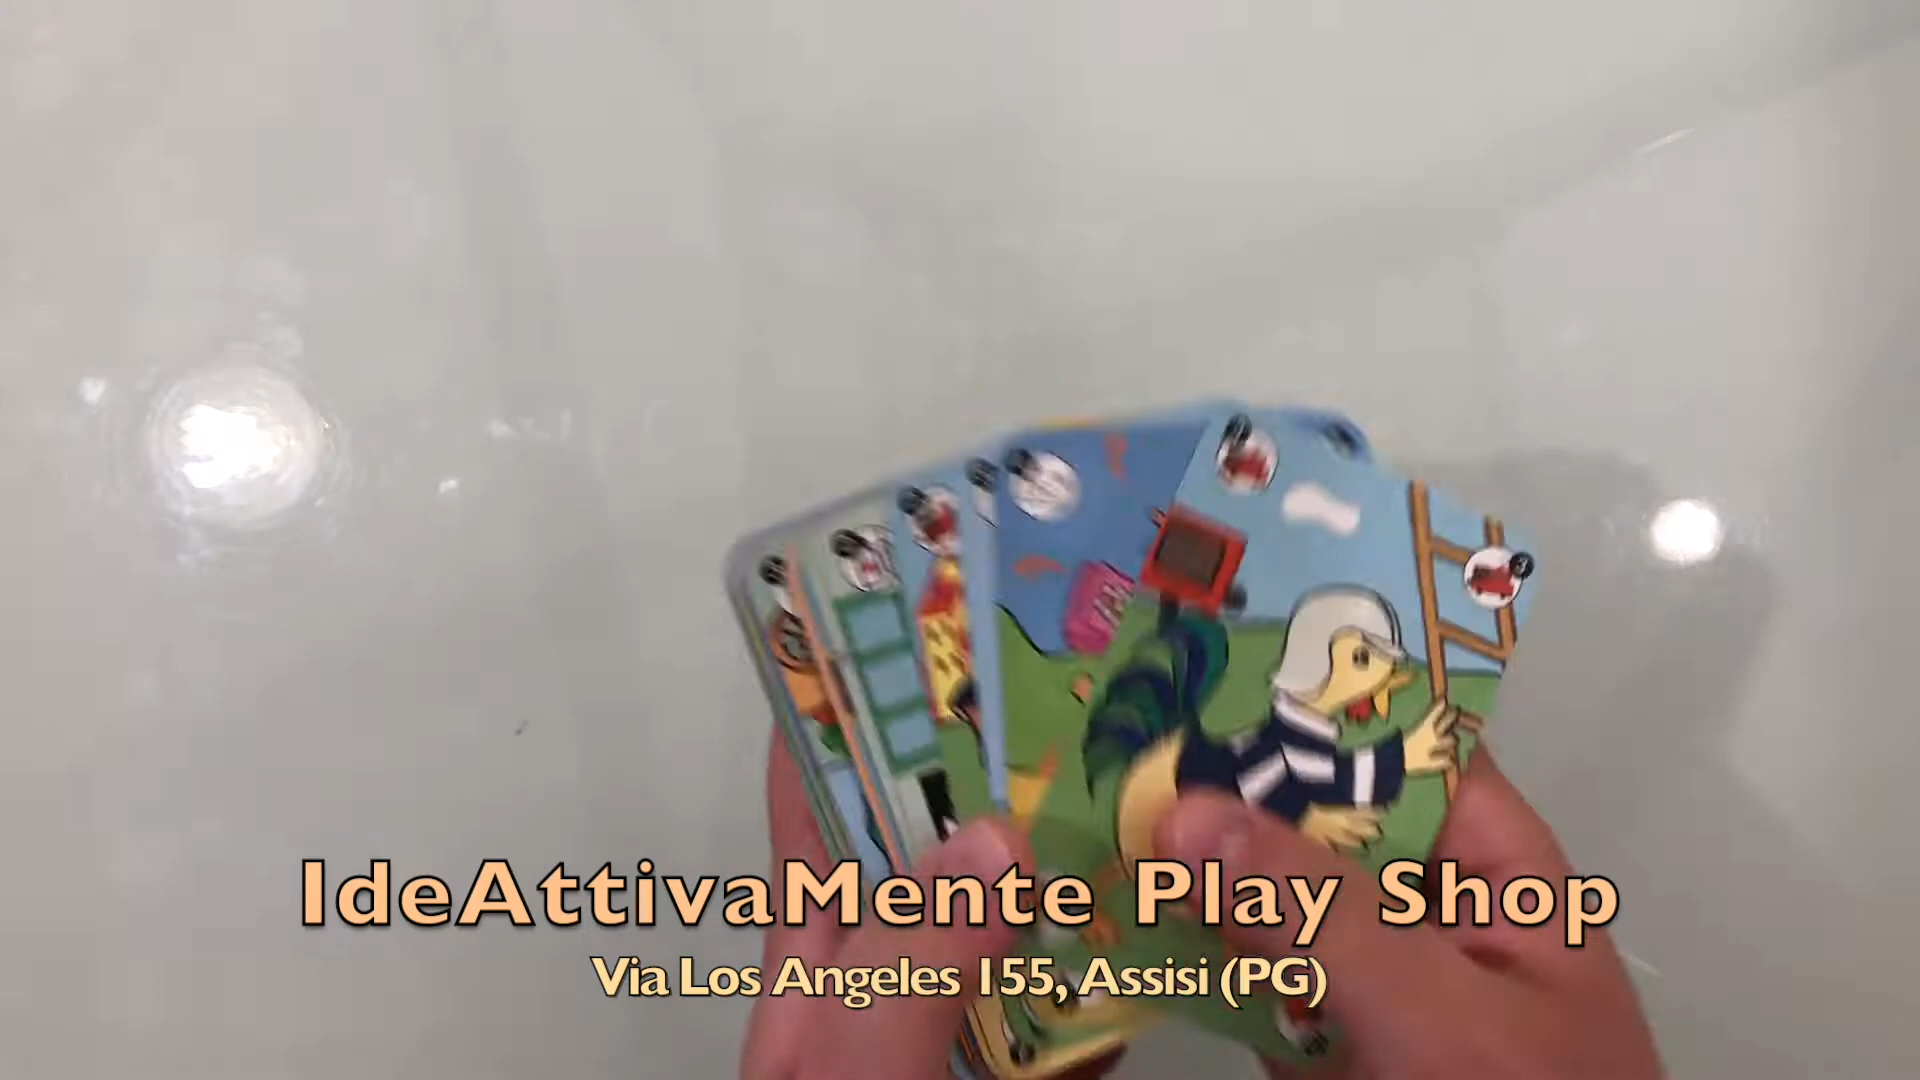 IdeAttivaMente Play Shop
Via Los Angeles 155, Assisi (PG)